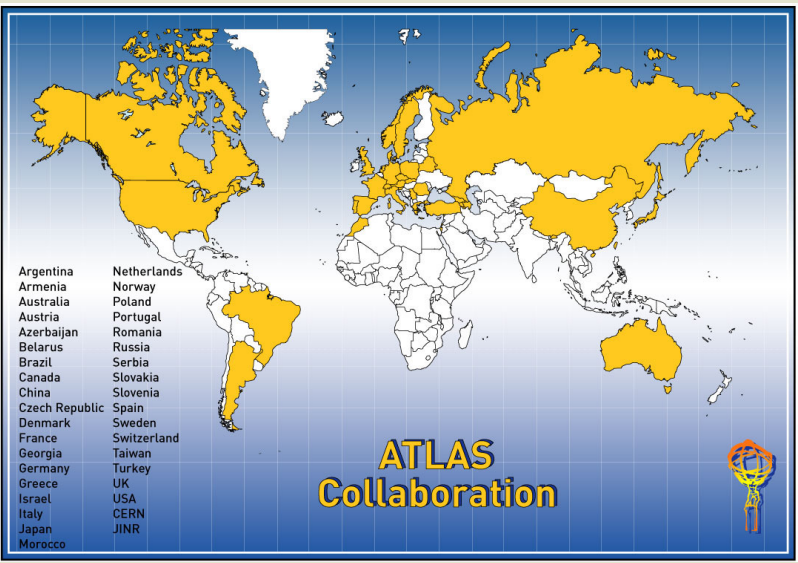 Argentina
Armenia
Australia
Austria
Azerbaijan
Belarus
Brazil
Canada
China
Czech Republic
Denmark
France
Georgia
Germany
Greece
Israel
Italy
Japan
Morocco
Netherlands
Norway
Poland
Portugal
Romania
Russia
Serbia
Slovakia
Slovenia
Spain
Sweden
Switzerland
Taiwan
Turkey
UK
USA
CERN
JINR
ATLAS
Collaboration